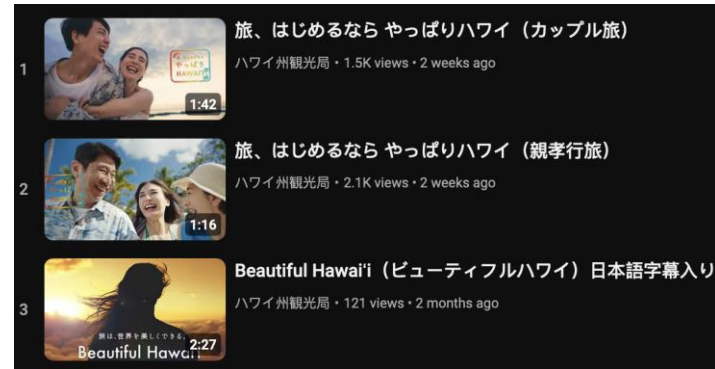 1
やっぱり
HAWAI'I
1:42
旅、はじめるなら やっぱりハワイ（カップル旅）
ハワイ州観光局・1.5K views・2 weeks ago
2
1:16
旅、はじめるなら やっぱりハワイ（親孝行旅）
ハワイ州観光局・2.1K views・2 weeks ago
3
旅は、世界を美しくできる。
Beautiful Hawai'i
2:27
Beautiful Hawai'i（ビューティフルハワイ）日本語字幕入り
ハワイ州観光局・121 views・2 months ago